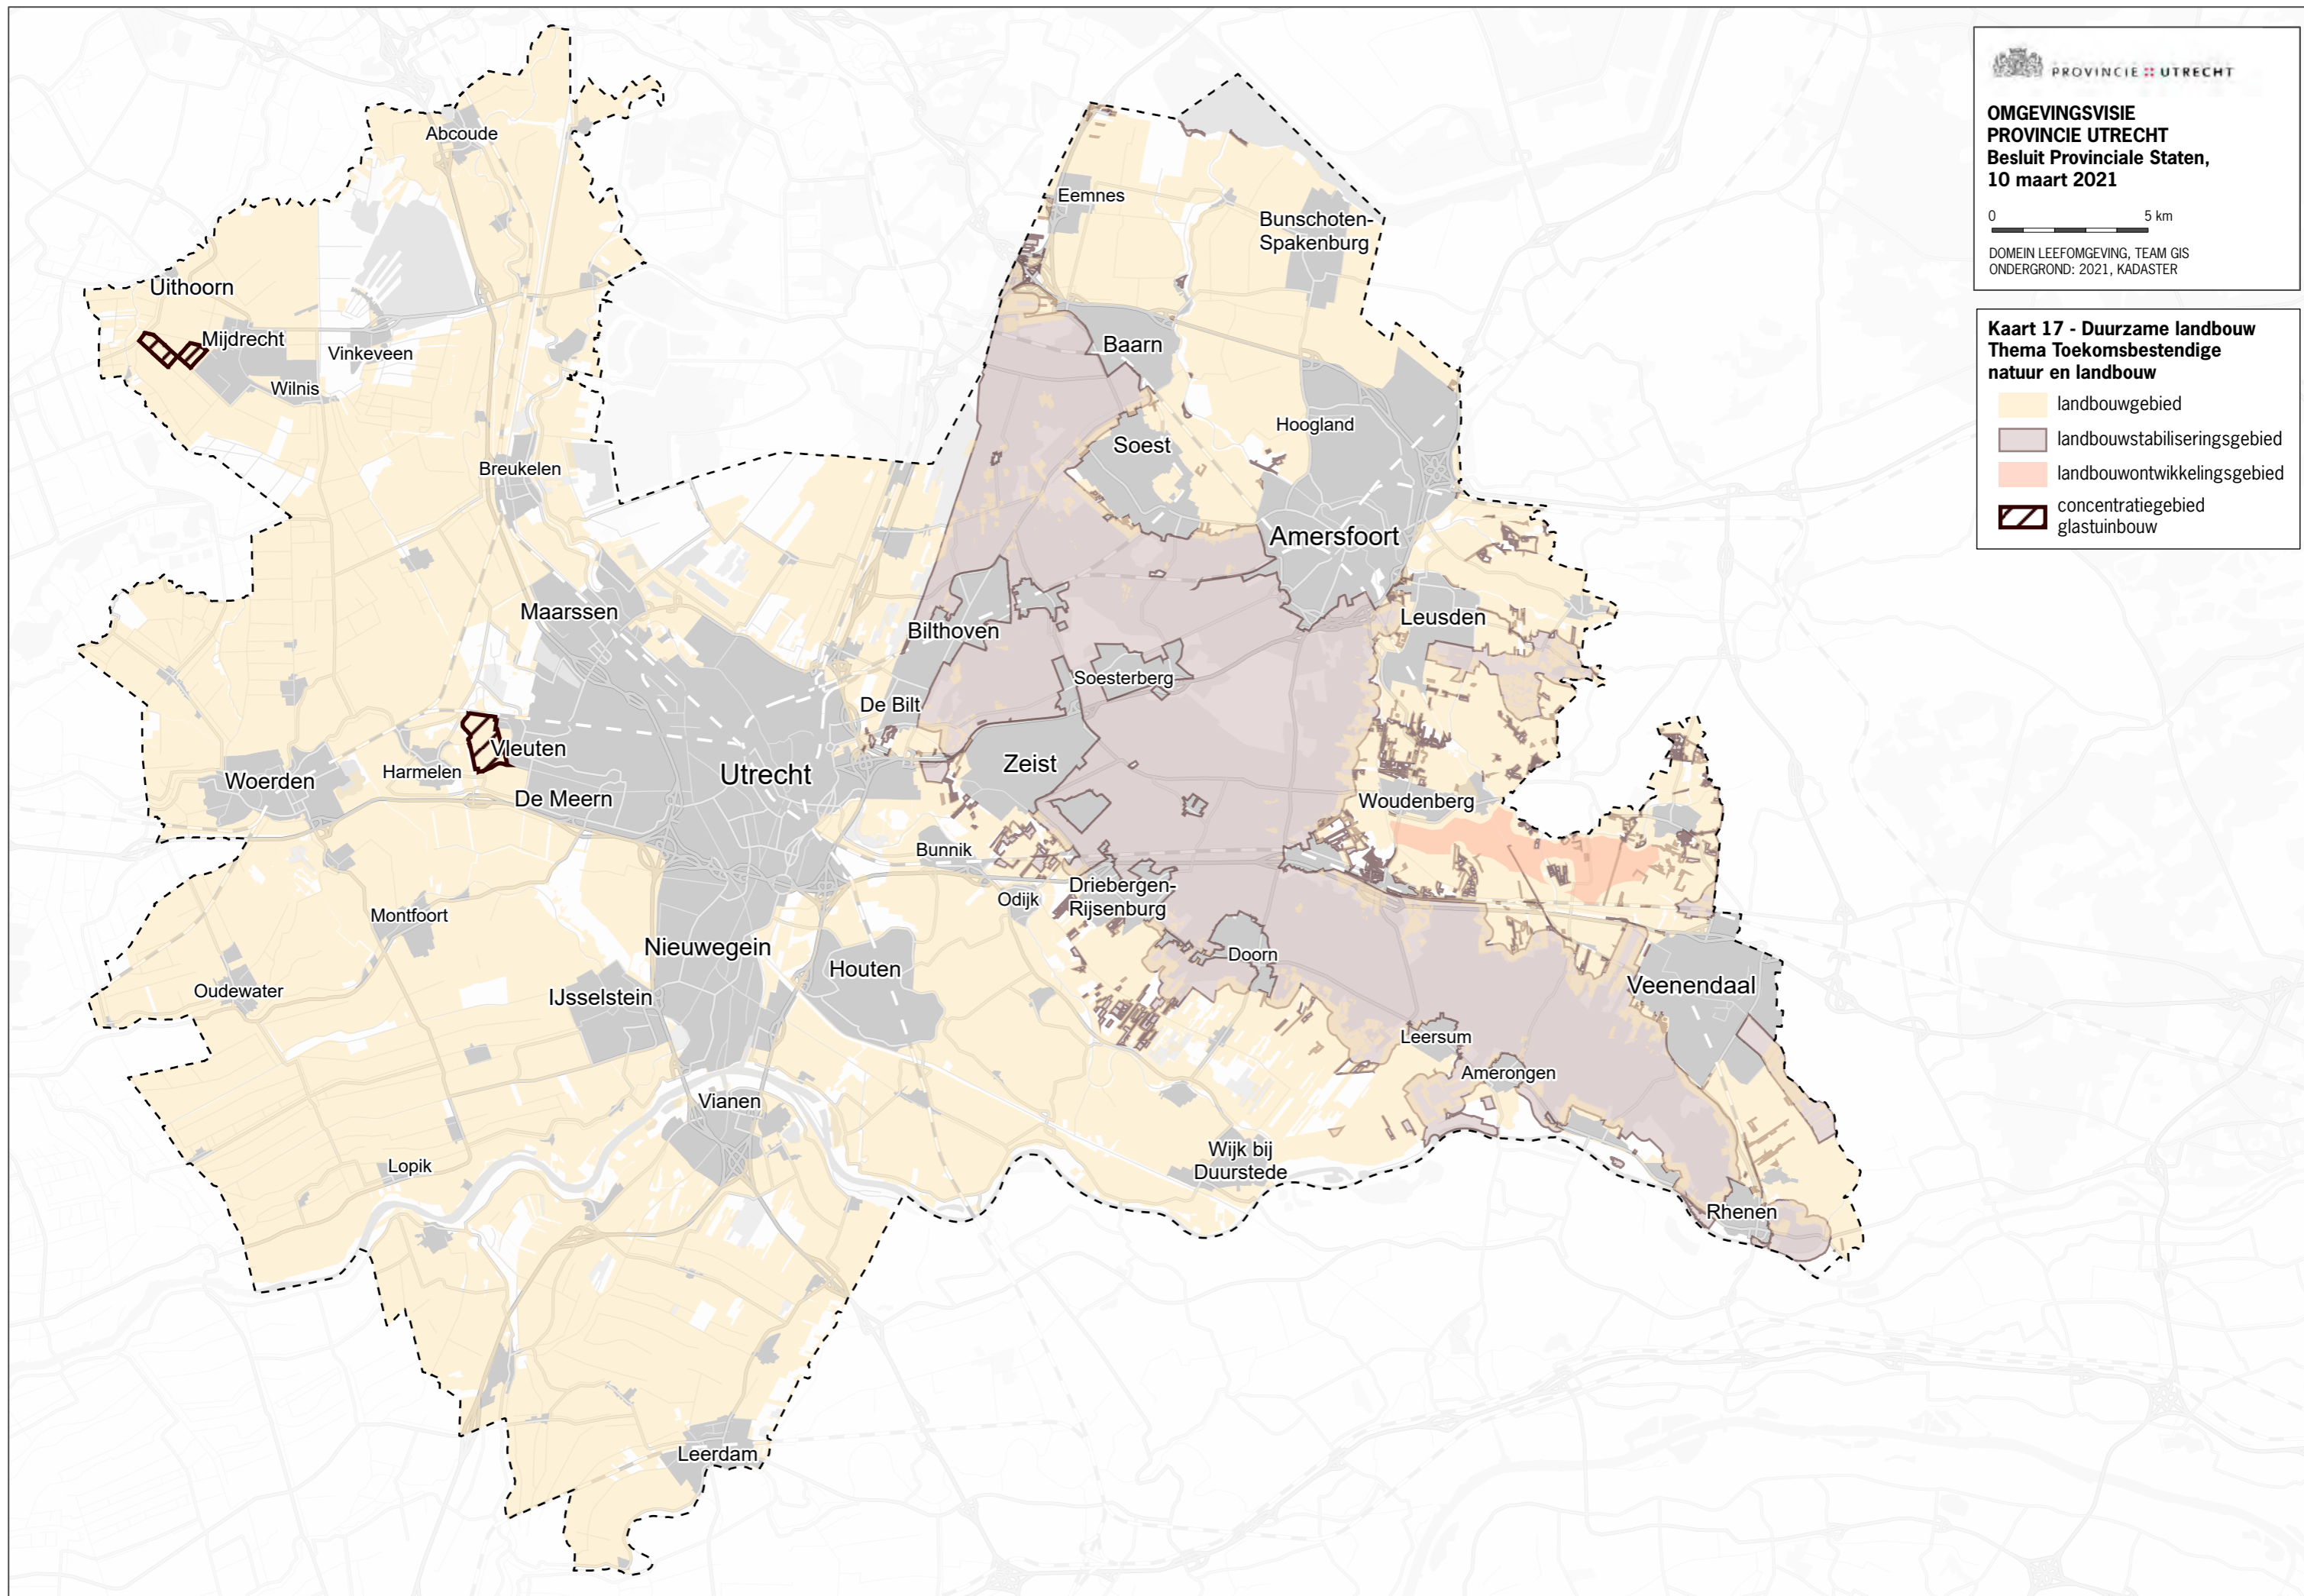 PROVINCIE UTRECHT
OMGEVINGSVISIE
PROVINCIE UTRECHT
Besluit Provinciale Staten,
10 maart 2021
0 5 km
DOMEIN LEEFOMGEVING, TEAM GIS
ONDERGROND: 2021, KADASTER
Kaart 17 - Duurzame landbouw
Thema Toekomsbestendige
natuur en landbouw
landbouwgebied
landbouwstabiliseringsgebied
landbouwontwikkelingsgebied
concentratiegebied
glastuinbouw
Abcoude
Eemnes
Bunschoten-
Spakenburg
Uithoorn
Mijdrecht
Vinkeveen
Wilnis
Baarn
Hoogland
Soest
Breukelen
Amersfoort
Maarssen
Bilthoven
Leusden
Soesterberg
De Bilt
Vleuten
Zeist
Utrecht
Harmelen
Woerden
De Meern
Woudenberg
Bunnik
Driebergen-
Rijsenburg
Odijk
Montfoort
Nieuwegein
Doorn
Houten
Veenendaal
Oudewater
IJsselstein
Leersum
Amerongen
Vianen
Wijk bij
Duurstede
Lopik
Rhenen
Leerdam